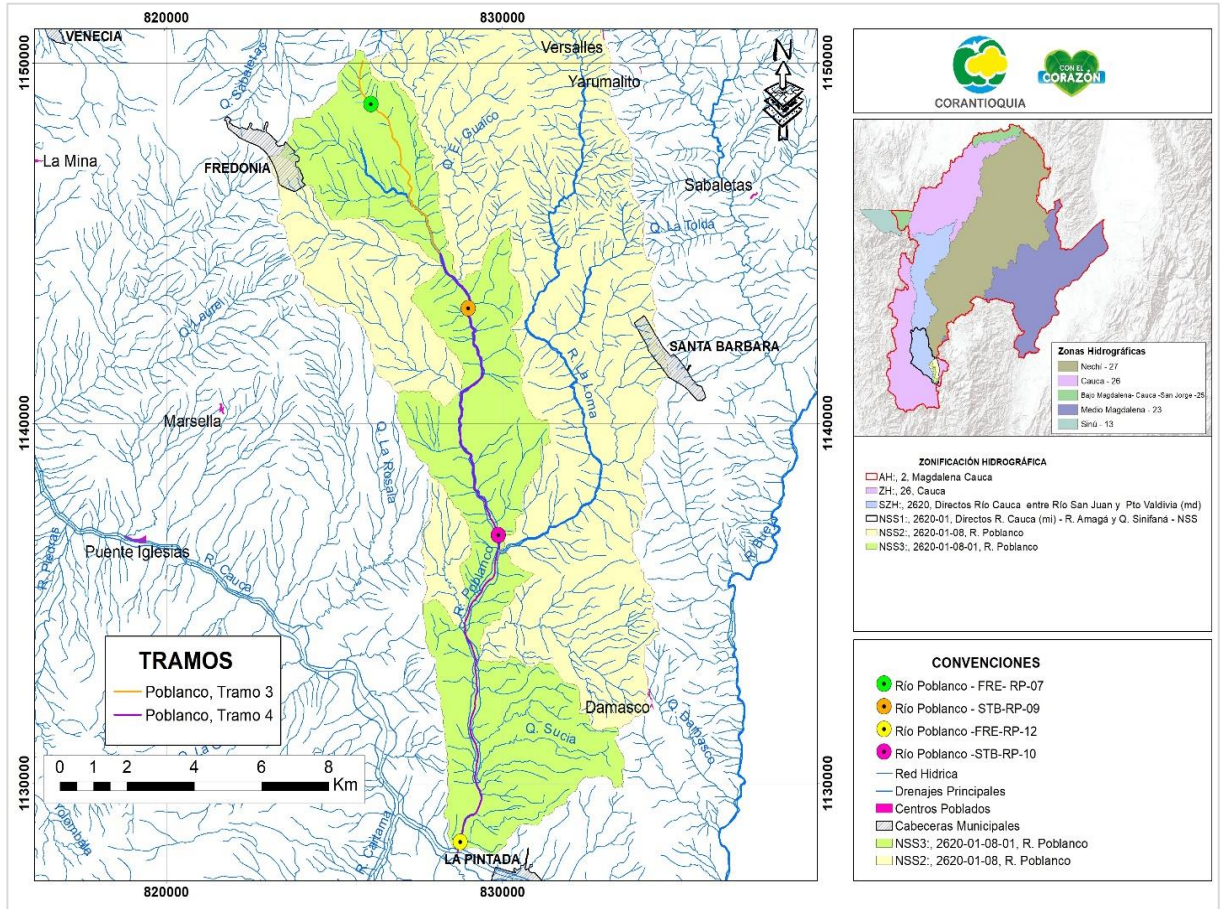 820000
830000
VENECIA
Versalles
N
1150000
1150000
Yarumalito
Q. Sabaletas
FREDONIA
La Mina
Sabaletas
Q. La Tolda
Q. Laurel
SANTA BARBARA
R. La Loma
Marsella
1140000
1140000
Q. La Rosala
Puente Iglesias
R. Piedras
R. Cauca
R. Poblanco
TRAMOS
Poblanco, Tramo 3
Poblanco, Tramo 4
Damasco
Q. Damasco
Q. Sucia
0 1 2 4 6 8
Km
1130000
1130000
R. Cartama
LA PINTADA
820000
830000
CORANTIOQUIA
CON EL
CORAZÓN
Zonas Hidrográficas
Nechí - 27
Cauca - 26
Bajo Magdalena- Cauca -San Jorge -25
Medio Magdalena - 23
Sinú - 13
ZONIFICACIÓN HIDROGRÁFICA
AH:, 2, Magdalena Cauca
ZH:, 26, Cauca
SZH:, 2620, Directos Río Cauca entre Río San Juan y Pto Valdivia (md)
NSS1:, 2620-01, Directos R. Cauca (mi) - R. Amagá y Q. Sinifaná - NSS
NSS2:, 2620-01-08, R. Poblanco
NSS3:, 2620-01-08-01, R. Poblanco
CONVENCIONES
Río Poblanco - FRE- RP-07
Río Poblanco - STB-RP-09
Río Poblanco -FRE-RP-12
Río Poblanco -STB-RP-10
Red Hidrica
Drenajes Principales
Centros Poblados
Cabeceras Municipales
NSS3:, 2620-01-08-01, R. Poblanco
NSS2:, 2620-01-08, R. Poblanco